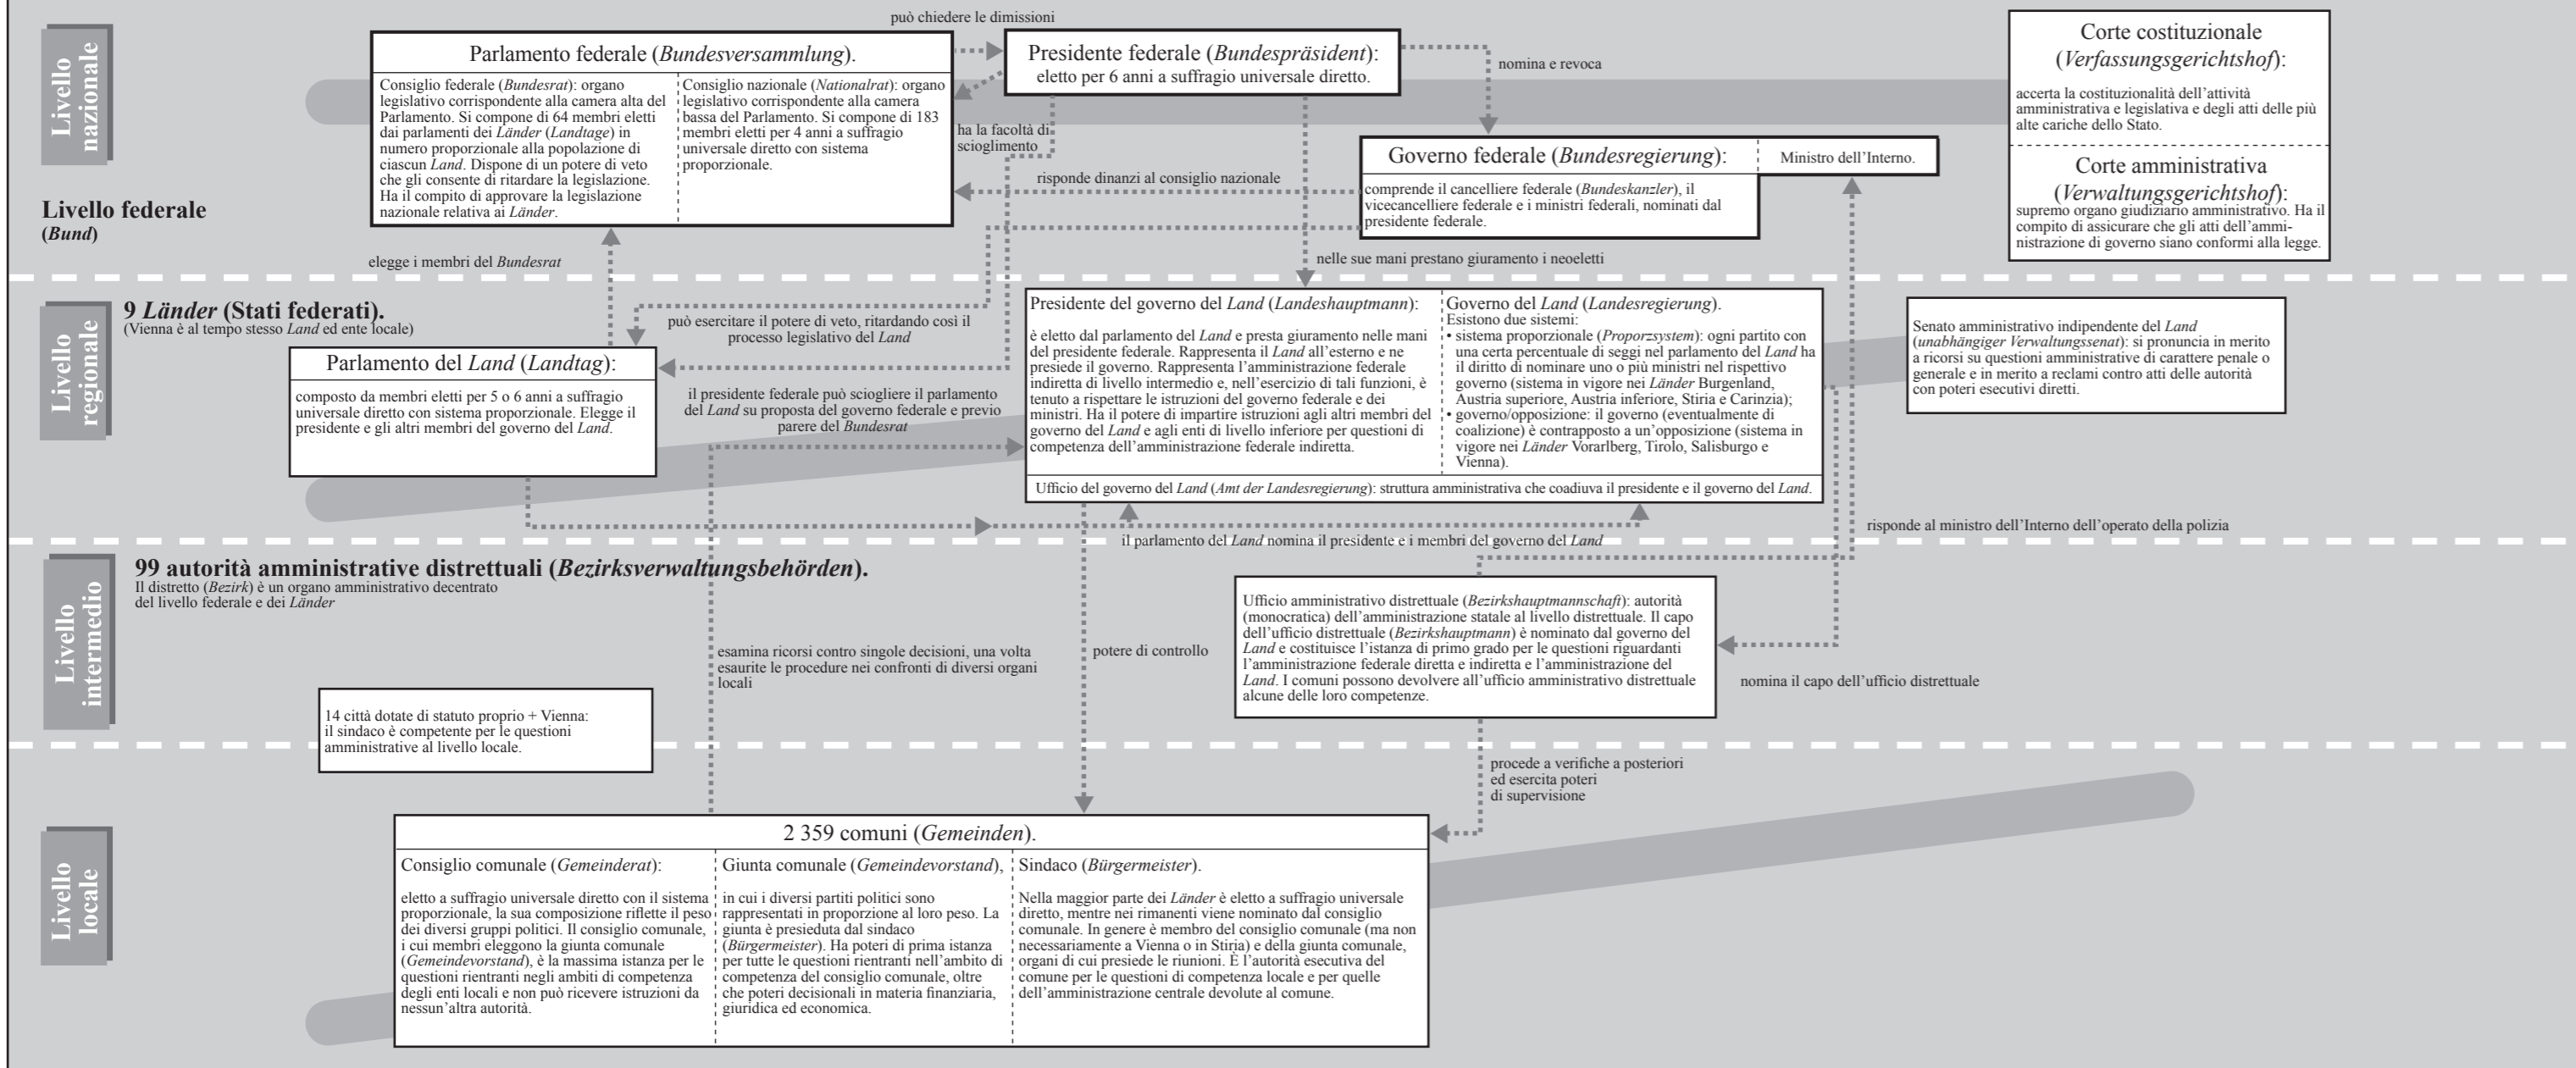 Livello
nazionale
Livello federale
(Bund)
può chiedere le dimissioni
Parlamento federale (Bundesversammlung).
Consiglio federale (Bundesrat): organo
legislativo corrispondente alla camera alta del
Parlamento. Si compone di 64 membri eletti
dai parlamenti dei Länder (Landtage) in
numero proporzionale alla popolazione di
ciascun Land. Dispone di un potere di veto
che gli consente di ritardare la legislazione.
Ha il compito di approvare la legislazione
nazionale relativa ai Länder.
Consiglio nazionale (Nationalrat): organo
legislativo corrispondente alla camera
bassa del Parlamento. Si compone di 183
membri eletti per 4 anni a suffragio
universale diretto con sistema
proporzionale.
Presidente federale (Bundespräsident):
eletto per 6 anni a suffragio universale diretto.
nomina e revoca
ha la facoltà di
scioglimento
risponde dinanzi al consiglio nazionale
Governo federale (Bundesregierung):
Ministro dell'Interno.
comprende il cancelliere federale (Bundeskanzler), il
vicecancelliere federale e i ministri federali, nominati dal
presidente federale.
Corte costituzionale
(Verfassungsgerichtshof):
accerta la costituzionalità dell'attività
amministrativa e legislativa e degli atti delle più
alte cariche dello Stato.
Corte amministrativa
(Verwaltungsgerichtshof):
supremo organo giudiziario amministrativo. Ha il
compito di assicurare che gli atti dell'ammi-
nistrazione di governo siano conformi alla legge.
elegge i membri del Bundesrat
nelle sue mani prestano giuramento i neoeletti
Livello
regionale
9 Länder (Stati federati).
(Vienna è al tempo stesso Land ed ente locale)
Parlamento del Land (Landtag):
composto da membri eletti per 5 o 6 anni a suffragio
universale diretto con sistema proporzionale. Elegge il
presidente e gli altri membri del governo del Land.
può esercitare il potere di veto, ritardando così il
processo legislativo del Land
il presidente federale può sciogliere il parlamento
del Land su proposta del governo federale e previo
parere del Bundesrat
Presidente del governo del Land (Landeshauptmann):
è eletto dal parlamento del Land e presta giuramento nelle mani
del presidente federale. Rappresenta il Land all'esterno e ne
presiede il governo. Rappresenta l'amministrazione federale
indiretta di livello intermedio e, nell'esercizio di tali funzioni, è
tenuto a rispettare le istruzioni del governo federale e dei
ministri. Ha il potere di impartire istruzioni agli altri membri del
governo del Land e agli enti di livello inferiore per questioni di
competenza dell'amministrazione federale indiretta.
Governo del Land (Landesregierung).
Esistono due sistemi:
• sistema proporzionale (Proporzsystem): ogni partito con
una certa percentuale di seggi nel parlamento del Land ha
il diritto di nominare uno o più ministri nel rispettivo
governo (sistema in vigore nei Länder Burgenland,
Austria superiore, Austria inferiore, Stiria e Carinzia);
• governo/opposizione: il governo (eventualmente di
coalizione) è contrapposto a un'opposizione (sistema in
vigore nei Länder Vorarlberg, Tirolo, Salisburgo e
Vienna).
Ufficio del governo del Land (Amt der Landesregierung): struttura amministrativa che coadiuva il presidente e il governo del Land.
Senato amministrativo indipendente del Land
(unabhängiger Verwaltungssenat): si pronuncia in merito
a ricorsi su questioni amministrative di carattere penale o
generale e in merito a reclami contro atti delle autorità
con poteri esecutivi diretti.
risponde al ministro dell'Interno dell'operato della polizia
il parlamento del Land nomina il presidente e i membri del governo del Land
Livello
intermedio
99 autorità amministrative distrettuali (Bezirksverwaltungsbehörden).
Il distretto (Bezirk) è un organo amministrativo decentrato
del livello federale e dei Länder
14 città dotate di statuto proprio + Vienna:
il sindaco è competente per le questioni
amministrative al livello locale.
esamina ricorsi contro singole decisioni, una volta
esaurite le procedure nei confronti di diversi organi
locali
potere di controllo
Ufficio amministrativo distrettuale (Bezirkshauptmannschaft): autorità
(monocratica) dell'amministrazione statale al livello distrettuale. Il capo
dell'ufficio distrettuale (Bezirkshauptmann) è nominato dal governo del
Land e costituisce l'istanza di primo grado per le questioni riguardanti
l'amministrazione federale diretta e indiretta e l'amministrazione del
Land. I comuni possono devolvere all'ufficio amministrativo distrettuale
alcune delle loro competenze.
nomina il capo dell'ufficio distrettuale
procede a verifiche a posteriori
ed esercita poteri
di supervisione
Livello
locale
2 359 comuni (Gemeinden).
Consiglio comunale (Gemeinderat):
eletto a suffragio universale diretto con il sistema
proporzionale, la sua composizione riflette il peso
dei diversi gruppi politici. Il consiglio comunale,
i cui membri eleggono la giunta comunale
(Gemeindevorstand), è la massima istanza per le
questioni rientranti negli ambiti di competenza
degli enti locali e non può ricevere istruzioni da
nessun'altra autorità.
Giunta comunale (Gemeindevorstand),
in cui i diversi partiti politici sono
rappresentati in proporzione al loro peso. La
giunta è presieduta dal sindaco
(Bürgermeister). Ha poteri di prima istanza
per tutte le questioni rientranti nell'ambito di
competenza del consiglio comunale, oltre
che poteri decisionali in materia finanziaria,
giuridica ed economica.
Sindaco (Bürgermeister).
Nella maggior parte dei Länder è eletto a suffragio universale
diretto, mentre nei rimanenti viene nominato dal consiglio
comunale. In genere è membro del consiglio comunale (ma non
necessariamente a Vienna o in Stiria) e della giunta comunale,
organi di cui presiede le riunioni. È l'autorità esecutiva del
comune per le questioni di competenza locale e per quelle
dell'amministrazione centrale devolute al comune.